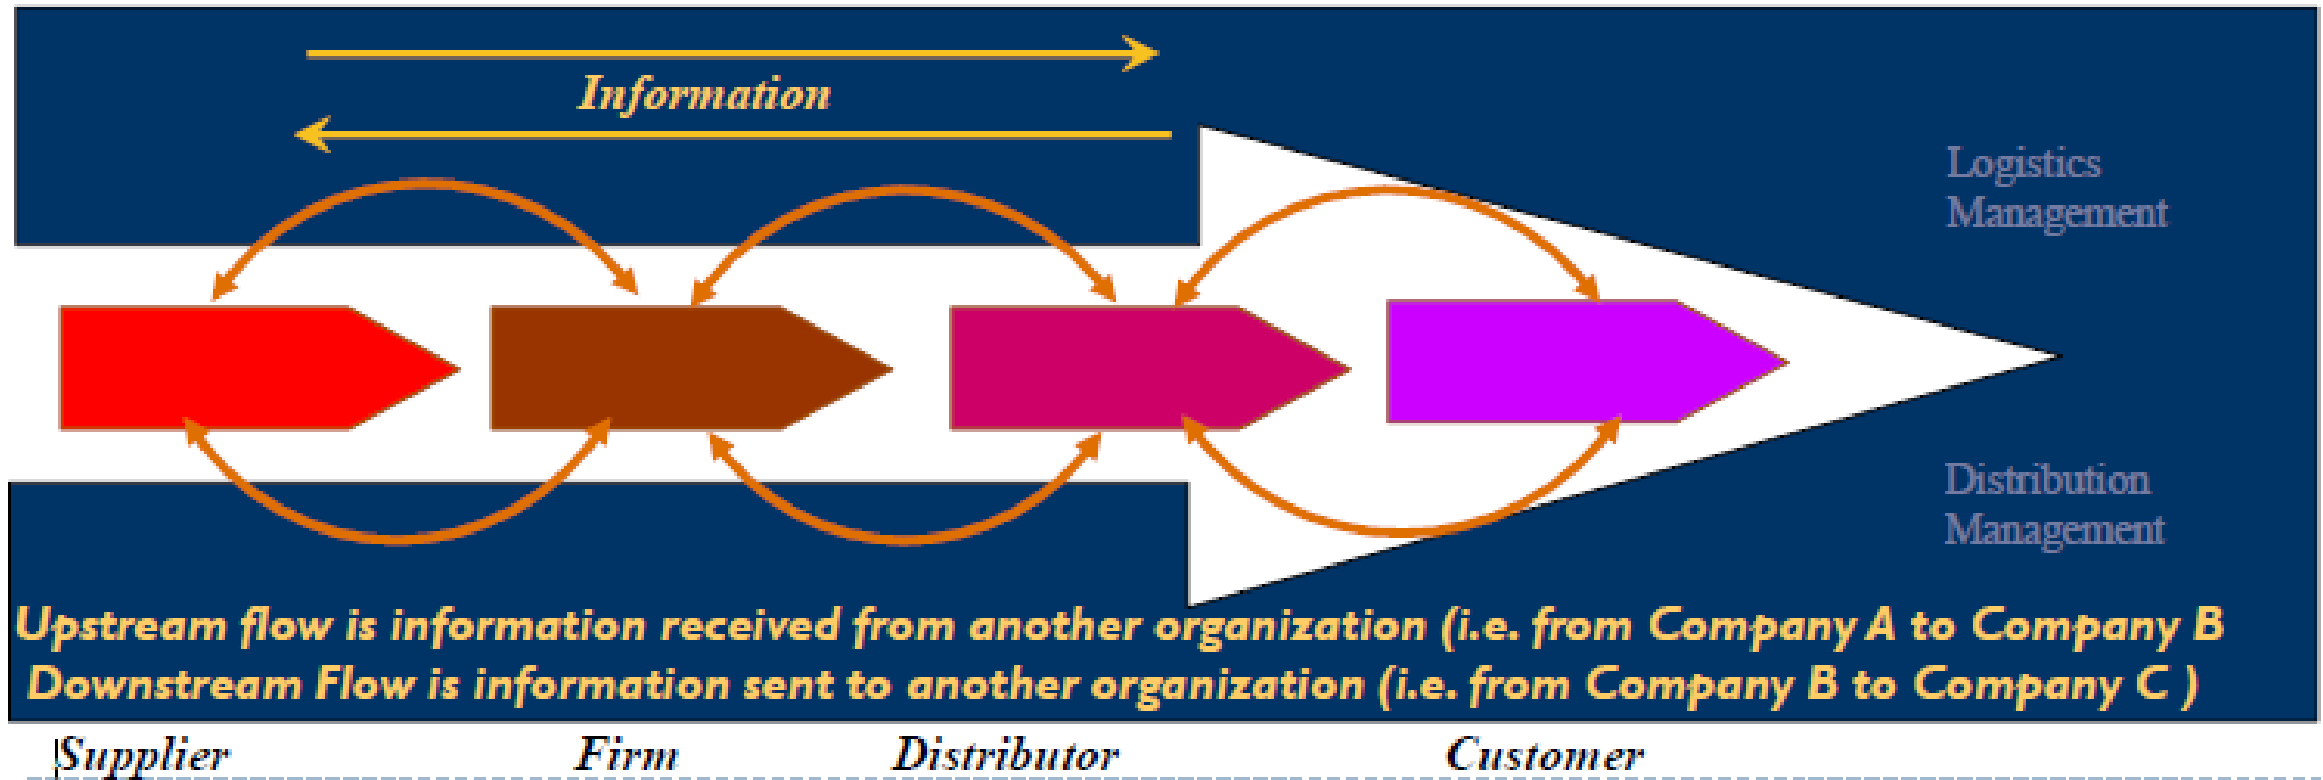 Information
Logistics
Management
Distribution
Management
Upstream flow is information received from another organization (i.e. from Company A to Company B
Downstream Flow is information sent to another organization (i.e. from Company B to Company C )
Supplier Firm Distributor Customer